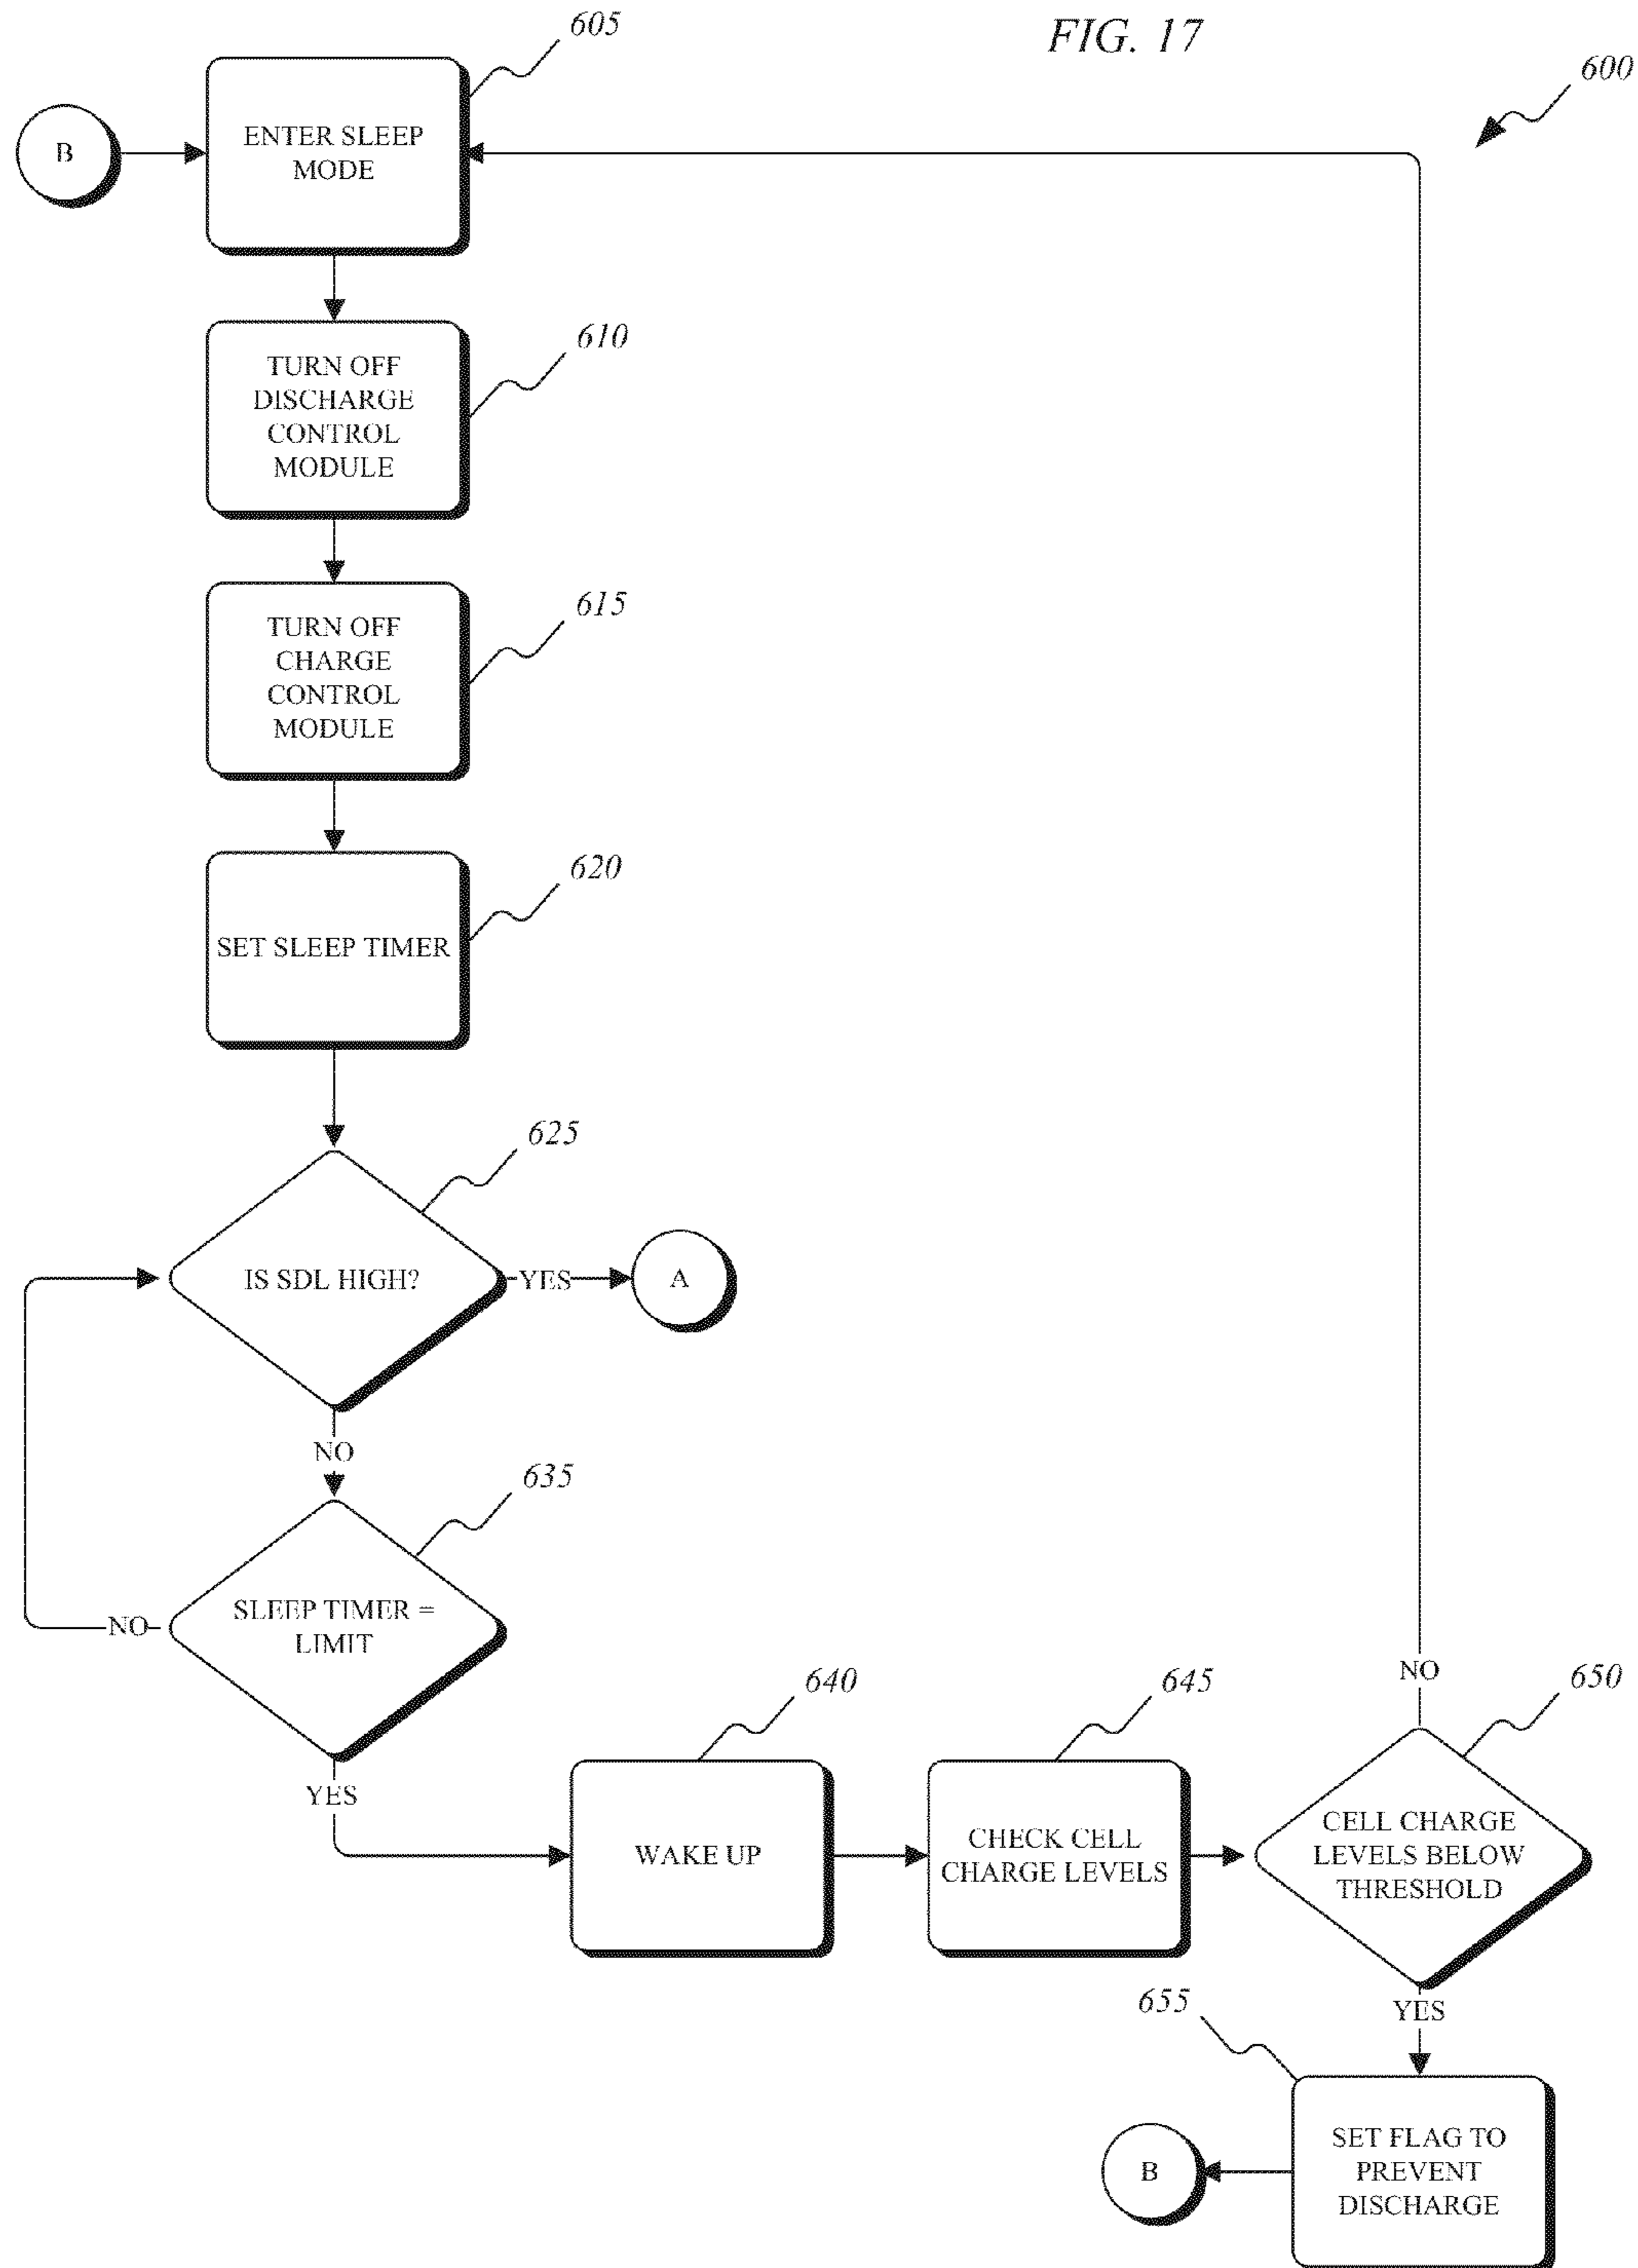 FIG. 17
600
605
B
ENTER SLEEP
MODE
610
TURN OFF
DISCHARGE
CONTROL
MODULE
615
TURN OFF
CHARGE
CONTROL
MODULE
620
SET SLEEP TIMER
625
IS SDL HIGH?
YES
A
NO
635
SLEEP TIMER =
LIMIT
NO
YES
640
WAKE UP
645
CHECK CELL
CHARGE LEVELS
NO
650
CELL CHARGE
LEVELS BELOW
THRESHOLD
YES
655
SET FLAG TO
PREVENT
DISCHARGE
B